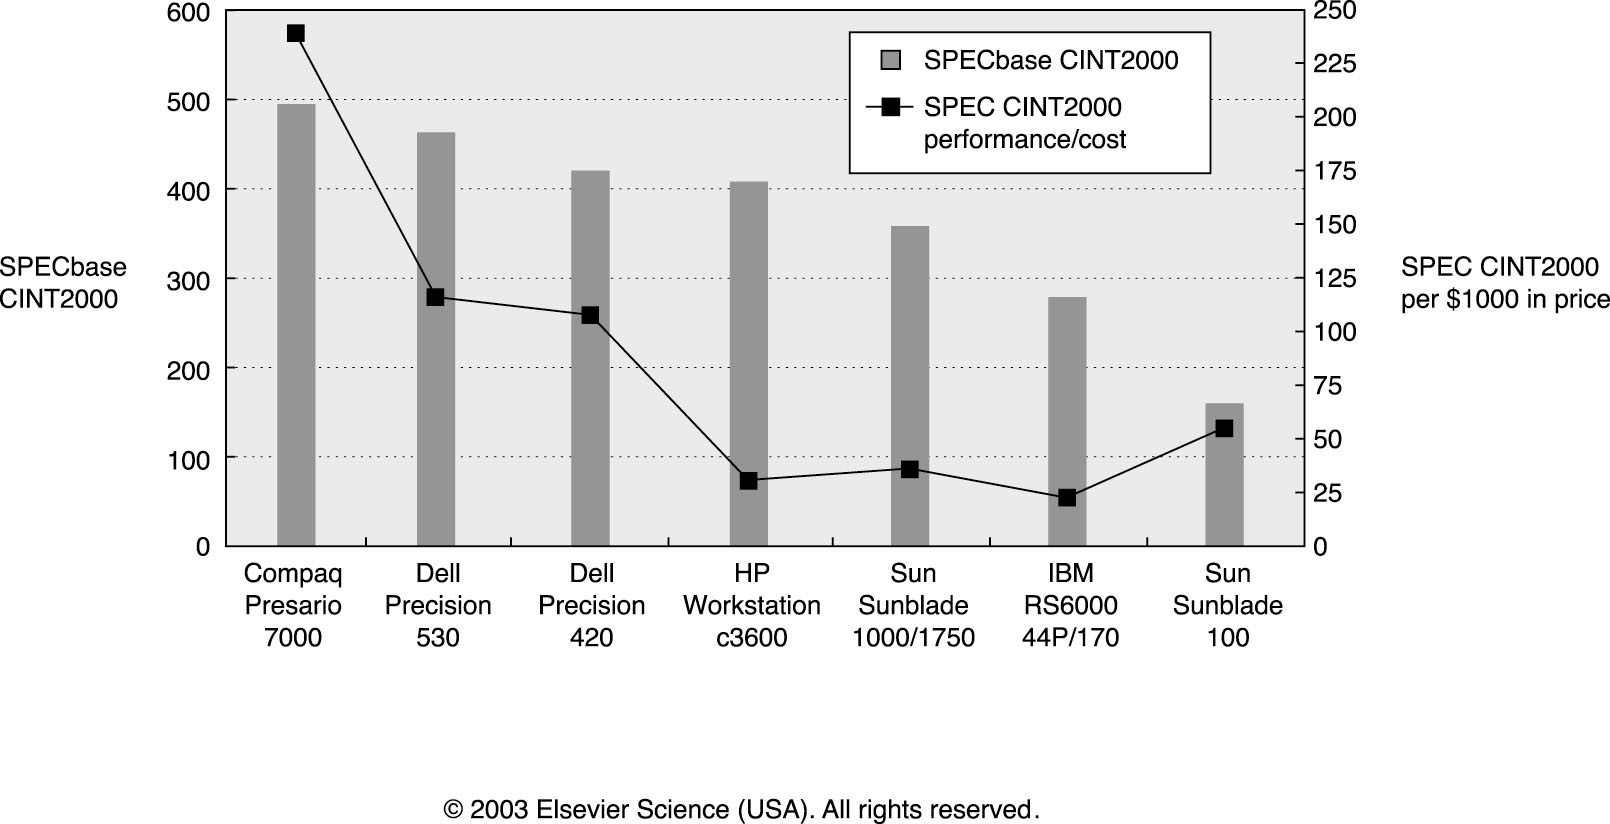 600
500
400
300
200
100
0
SPECbase
CINT2000
250
225
200
175
150
125
100
75
50
25
0
SPEC CINT2000
per $1000 in price
SPECbase CINT2000
SPEC CINT2000
performance/cost
Compaq
Presario
7000
Dell
Precision
530
Dell
Precision
420
HP
Workstation
c3600
Sun
Sunblade
1000/1750
IBM
RS6000
44P/170
Sun
Sunblade
100
© 2003 Elsevier Science (USA). All rights reserved.